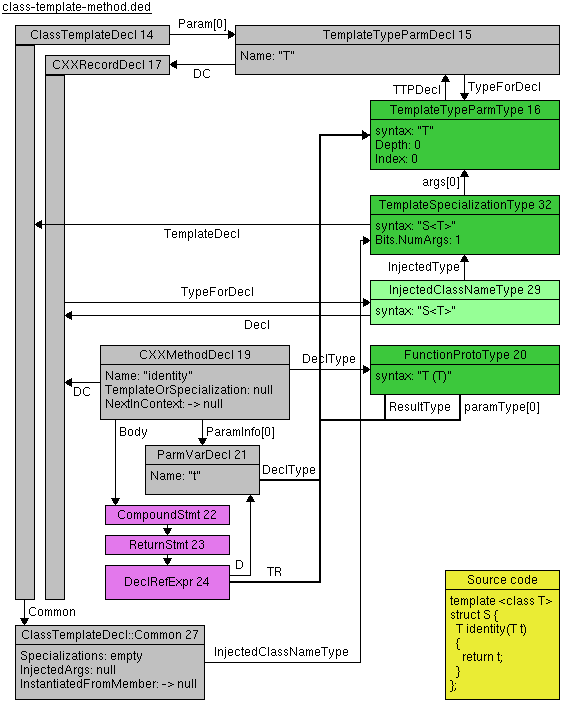 class-template-method.ded
ClassTemplateDecl 14
Param[0]
TemplateTypeParmDecl 15
Name: "T"
CXXRecordDecl 17
DC
TTPDecl
TypeForDecl
TemplateTypeParmType 16
syntax: "T"
Depth: 0
Index: 0
args[0]
TemplateSpecializationType 32
syntax: "S<T>"
Bits.NumArgs: 1
TemplateDecl
InjectedType
TypeForDecl
InjectedClassNameType 29
syntax: "S<T>"
Decl
CXXMethodDecl 19
Name: "identity"
TemplateOrSpecialization: null
NextInContext: -> null
DeclType
FunctionProtoType 20
syntax: "T (T)"
DC
ResultType
paramType[0]
Body
ParamInfo[0]
ParmVarDecl 21
Name: "t"
DeclType
CompoundStmt 22
ReturnStmt 23
DeclRefExpr 24
D
TR
Common
ClassTemplateDecl::Common 27
Specializations: empty
InjectedArgs: null
InstantiatedFromMember: -> null
InjectedClassNameType
Source code
template <class T>
struct S {
  T identity(T t)
  {
    return t;
  }
};